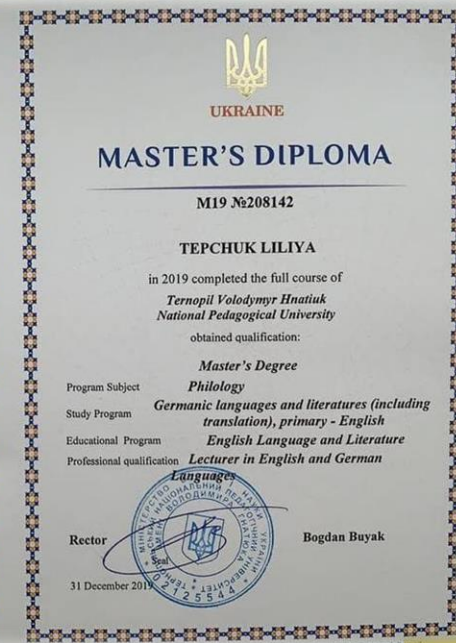 UKRAINE
MASTER'S DIPLOMA
M19 №208142
TEPCHUK LILIYA
in 2019 completed the full course of
Ternopil Volodymyr Hnatiuk
National Pedagogical University
obtained qualification:
Master's Degree
Program Subject Philology
Study Program Germanic languages and literatures (including
translation), primary - English
Educational Program English Language and Literature
Professional qualification Lecturer in English and German
Languages
Rector Bogdan Buyak
Seal
31 December 2019
02125544